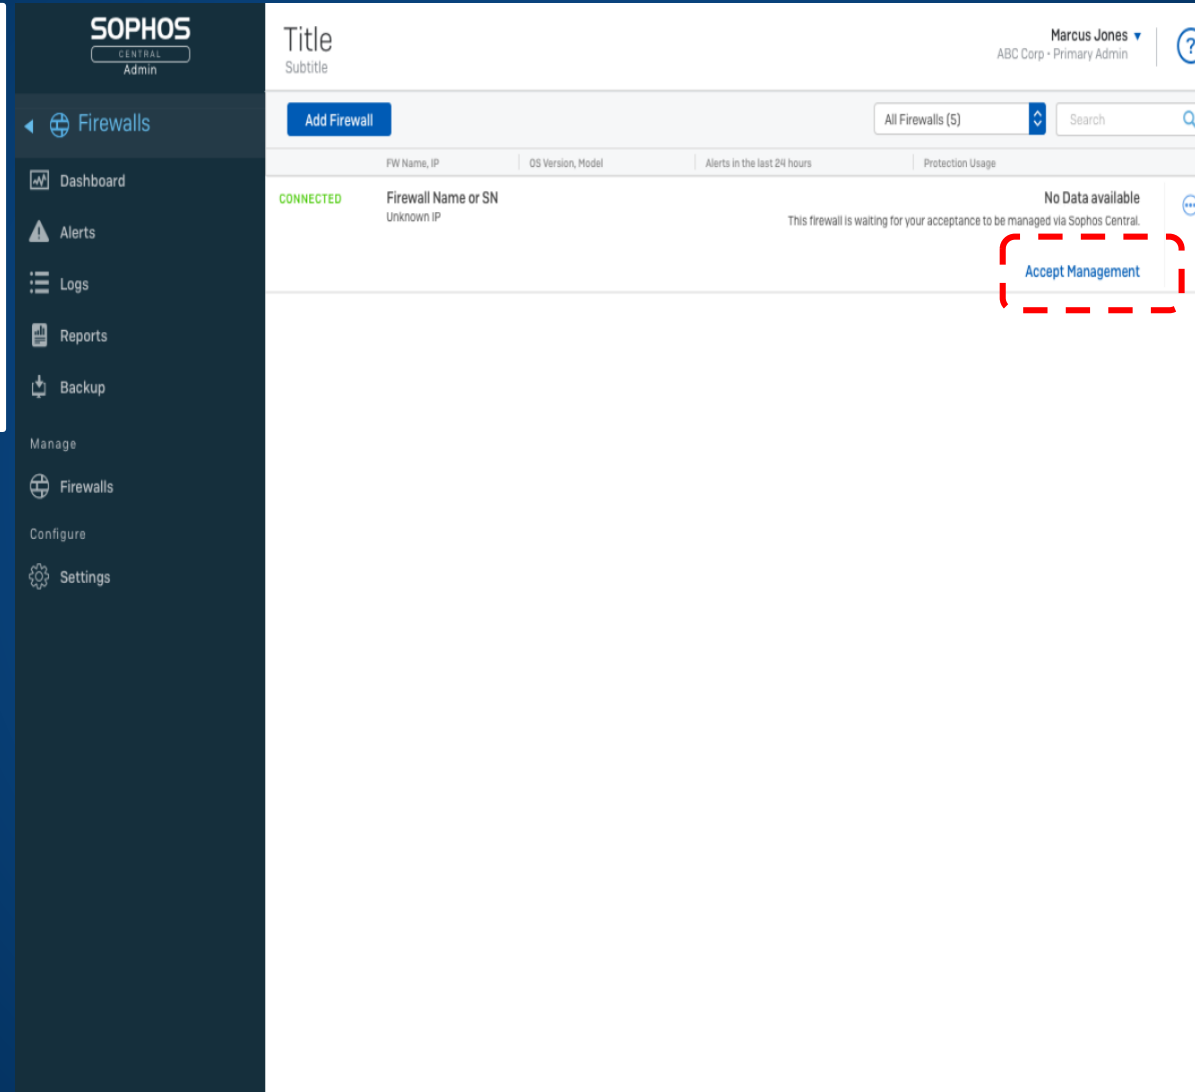 SOPHOS
CENTRAL
Admin
Title
Subtitle
Marcus Jones
ABC Corp • Primary Admin
?
Firewalls
Add Firewall
All Firewalls (5)
Search
FW Name, IP
OS Version, Model
Alerts in the last 24 hours
Protection Usage
Dashboard
CONNECTED
Firewall Name or SN
Unknown IP
No Data available
This firewall is waiting for your acceptance to be managed via Sophos Central.
Accept Management
Alerts
Logs
Reports
Backup
Manage
Firewalls
Configure
Settings